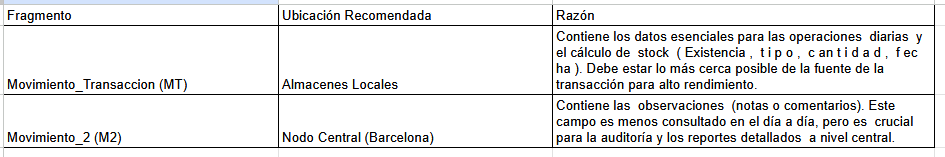 Fragmento Ubicación Recomendada Razón
Contiene los datos esenciales para las operaciones diarias y
el cálculo de stock ( Existencia , t i p o , c a n t i d a d , f ec
ha ). Debe estar lo más cerca posible de la fuente de la
Movimiento_Transaccion (MT) Almacenes Locales transacción para alto rendimiento.
Contiene las observaciones (notas o comentarios). Este
campo es menos consultado en el día a día, pero es crucial
Movimiento_2 (M2) Nodo Central (Barcelona) para la auditoría y los reportes detallados a nivel central.